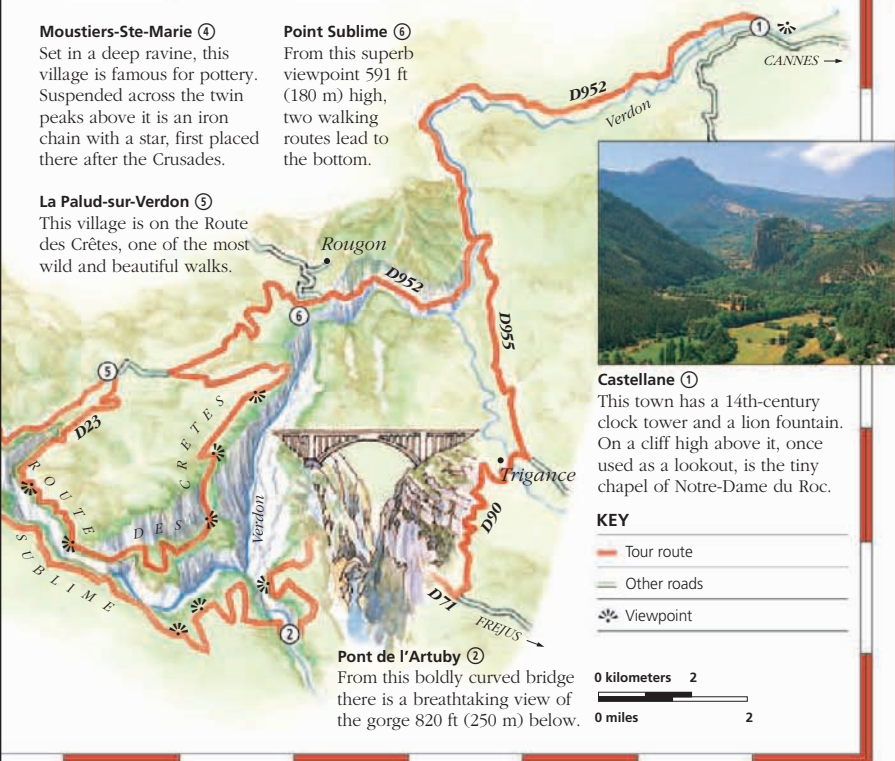 Moustiers-Ste-Marie ④
Set in a deep ravine, this
village is famous for pottery.
Suspended across the twin
peaks above it is an iron
chain with a star, first placed
there after the Crusades.
Point Sublime ⑥
From this superb
viewpoint 591 ft
(180 m) high,
two walking
routes lead to
the bottom.
La Palud-sur-Verdon ⑤
This village is on the Route
des Crêtes, one of the most
wild and beautiful walks.
①
CANNES →
D952
Verdon
Rougon
D952
⑥
D955
⑤
D23
ROUTE DES CRETES
SUBLIME
Verdon
Trigance
D90
D71
FREJUS →
②
Castellane ①
This town has a 14th-century
clock tower and a lion fountain.
On a cliff high above it, once
used as a lookout, is the tiny
chapel of Notre-Dame du Roc.
KEY
Tour route
Other roads
Viewpoint
Pont de l'Artuby ②
From this boldly curved bridge
there is a breathtaking view of
the gorge 820 ft (250 m) below.
0 kilometers 2
0 miles 2